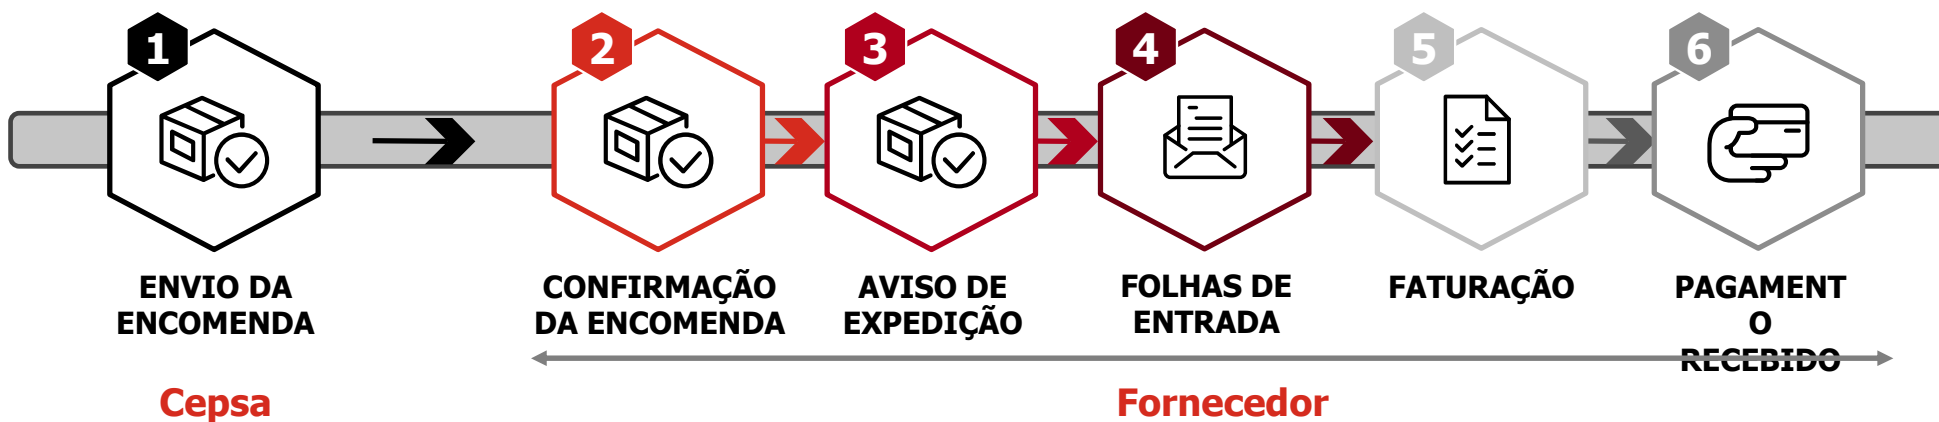 1
ENVIO DA
ENCOMENDA
2
CONFIRMAÇÃO
DA ENCOMENDA
3
AVISO DE
EXPEDIÇÃO
4
FOLHAS DE
ENTRADA
5
FATURAÇÃO
6
PAGAMENT
O
RECEBIDO
Cepsa
Fornecedor